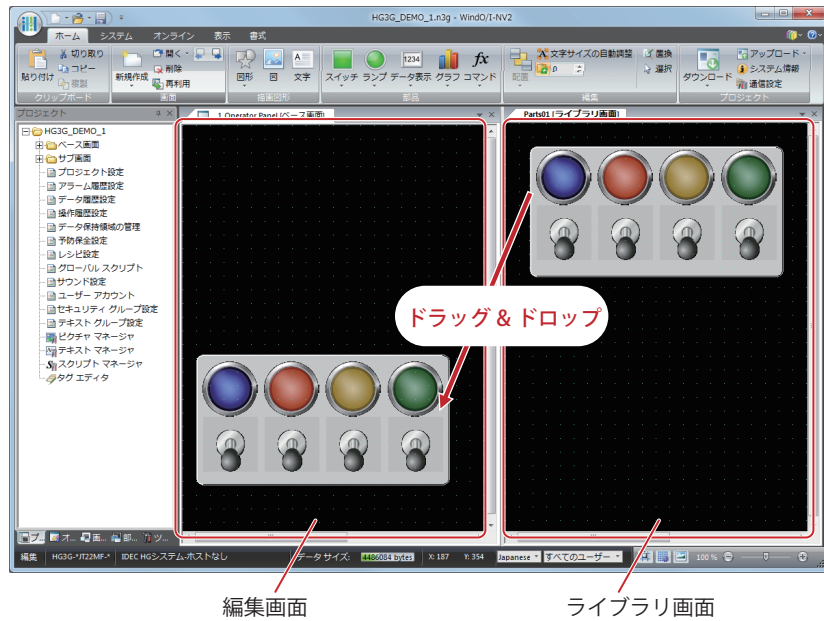 HG3G_DEMO_1.n3g - WindO/I-NV2
ホーム システム オンライン 表示 書式
貼り付け
切り取り
コピー
複製
クリップボード
新規作成
開く
削除
再利用
画面
図形 図 文字
描画図形
スイッチ ランプ データ表示 グラフ コマンド
1234
fx
部品
配置
文字サイズの自動調整
0
置換
選択
編集
ダウンロード
アップロード
システム情報
通信設定
プロジェクト
プロジェクト
HG3G_DEMO_1
ベース画面
サブ画面
プロジェクト設定
アラーム履歴設定
データ履歴設定
操作履歴設定
データ保持領域の管理
予防保全設定
レシピ設定
グローバル スクリプト
サウンド設定
ユーザー アカウント
セキュリティ グループ設定
テキスト グループ設定
ピクチャ マネージャ
テキスト マネージャ
スクリプト マネージャ
タグ エディタ
プ... オ... 画... 部... ツ...
1 Operator Panel [ベース画面]
Parts01 [ライブラリ画面]
ドラッグ & ドロップ
編集 HG3G-*JT22MF-* IDEC HGシステム-ホストなし データ サイズ: 4486084 bytes X: 187 Y: 354 Japanese すべてのユーザー 100 %
編集画面
ライブラリ画面